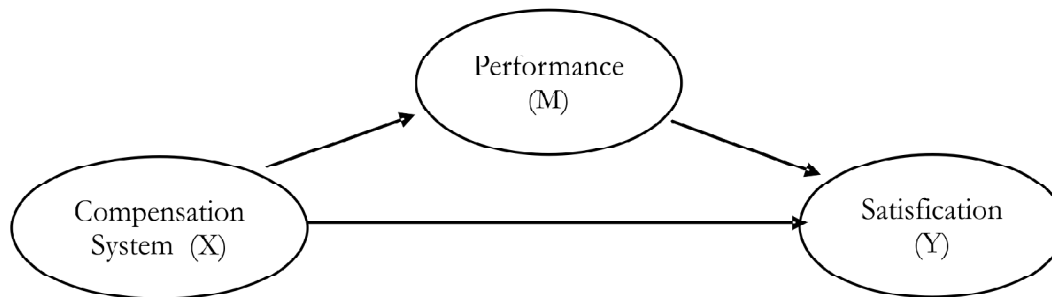 Performance
(M)
Compensation
System (X)
Satisfication
(Y)